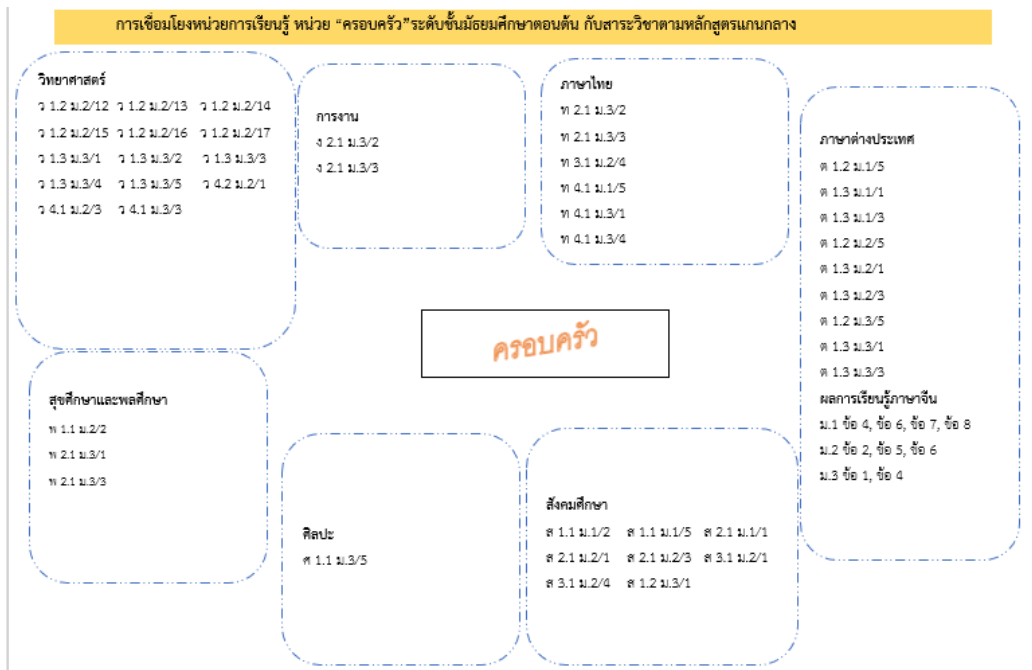 การเชื่อมโยงหน่วยการเรียนรู้ หน่วย “ครอบครัว”ระดับชั้นมัธยมศึกษาตอนต้น กับสาระวิชาตามหลักสูตรแกนกลาง
วิทยาศาสตร์
ว 1.2 ม.2/12 ว 1.2 ม.2/13 ว 1.2 ม.2/14
ว 1.2 ม.2/15 ว 1.2 ม.2/16 ว 1.2 ม.2/17
ว 1.3 ม.3/1 ว 1.3 ม.3/2 ว 1.3 ม.3/3
ว 1.3 ม.3/4 ว 1.3 ม.3/5 ว 4.2 ม.2/1
ว 4.1 ม.2/3 ว 4.1 ม.3/3
การงาน
ง 2.1 ม.3/2
ง 2.1 ม.3/3
ภาษาไทย
ท 2.1 ม.3/2
ท 2.1 ม.3/3
ท 3.1 ม.2/4
ท 4.1 ม.1/5
ท 4.1 ม.3/1
ท 4.1 ม.3/4
ภาษาต่างประเทศ
ต 1.2 ม.1/5
ต 1.3 ม.1/1
ต 1.3 ม.1/3
ต 1.2 ม.2/5
ต 1.3 ม.2/1
ต 1.3 ม.2/3
ต 1.2 ม.3/5
ต 1.3 ม.3/1
ต 1.3 ม.3/3
ผลการเรียนรู้ภาษาจีน
ม.1 ข้อ 4, ข้อ 6, ข้อ 7, ข้อ 8
ม.2 ข้อ 2, ข้อ 5, ข้อ 6
ม.3 ข้อ 1, ข้อ 4
ครอบครัว
สุขศึกษาและพลศึกษา
พ 1.1 ม.2/2
พ 2.1 ม.3/1
พ 2.1 ม.3/3
ศิลปะ
ศ 1.1 ม.3/5
สังคมศึกษา
ส 1.1 ม.1/2 ส 1.1 ม.1/5 ส 2.1 ม.1/1
ส 2.1 ม.2/1 ส 2.1 ม.2/3 ส 3.1 ม.2/1
ส 3.1 ม.2/4 ส 1.2 ม.3/1